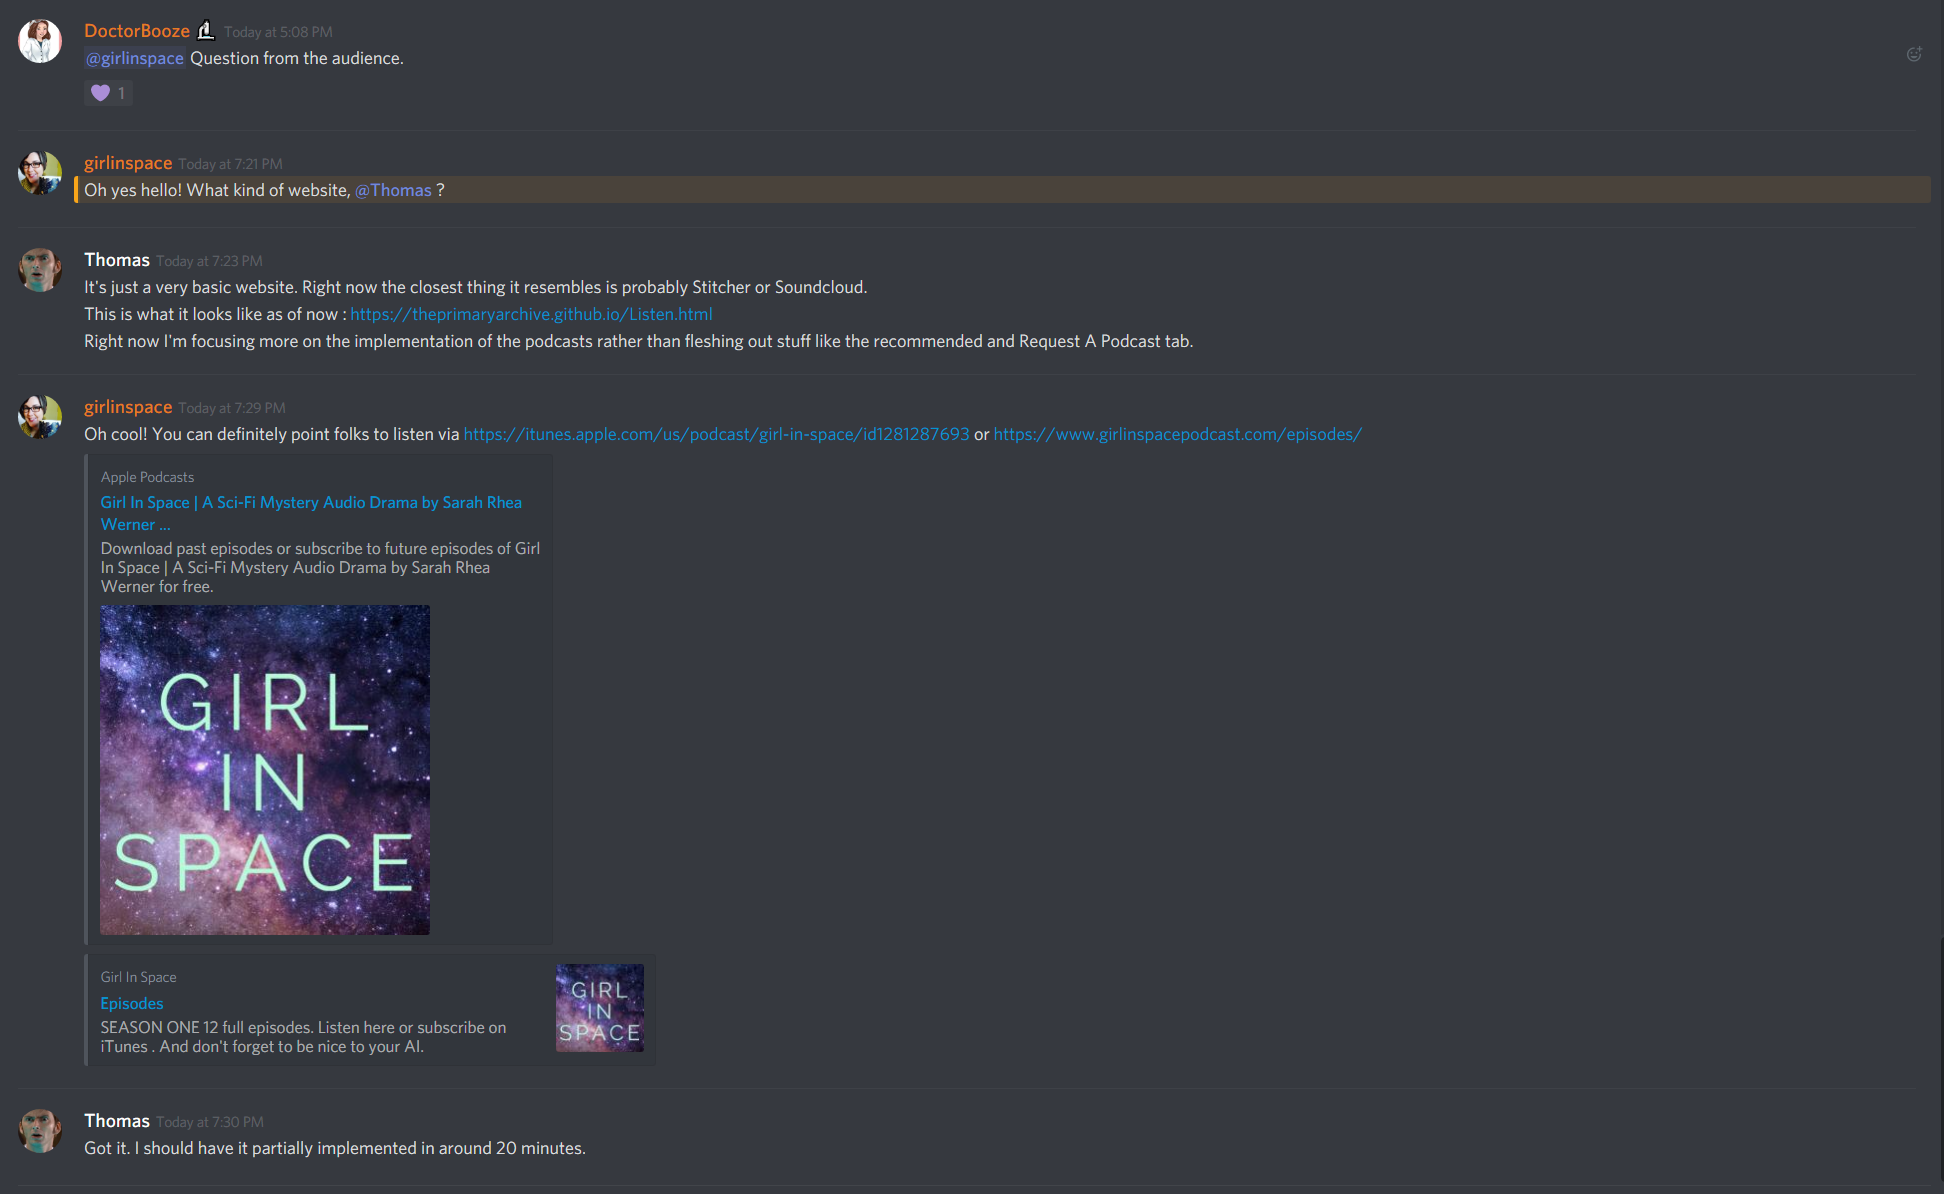 DoctorBooze Today at 5:08 PM
@girlinspace Question from the audience.
1
girlinspace Today at 7:21 PM
Oh yes hello! What kind of website, @Thomas ?
Thomas Today at 7:23 PM
It's just a very basic website. Right now the closest thing it resembles is probably Stitcher or Soundcloud.
This is what it looks like as of now : https://theprimaryarchive.github.io/Listen.html
Right now I'm focusing more on the implementation of the podcasts rather than fleshing out stuff like the recommended and Request A Podcast tab.
girlinspace Today at 7:29 PM
Oh cool! You can definitely point folks to listen via https://itunes.apple.com/us/podcast/girl-in-space/id1281287693 or https://www.girlinspacepodcast.com/episodes/
Apple Podcasts
Girl In Space | A Sci-Fi Mystery Audio Drama by Sarah Rhea
Werner ...
Download past episodes or subscribe to future episodes of Girl
In Space | A Sci-Fi Mystery Audio Drama by Sarah Rhea
Werner for free.
GIRL
IN
SPACE
Girl In Space
Episodes
SEASON ONE 12 full episodes. Listen here or subscribe on
iTunes . And don't forget to be nice to your AI.
GIRL
IN
SPACE
Thomas Today at 7:30 PM
Got it. I should have it partially implemented in around 20 minutes.